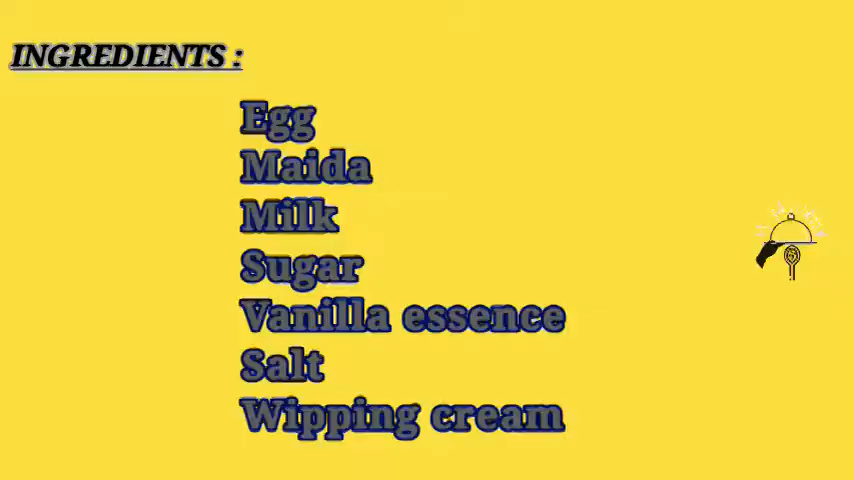 INGREDIENTS :
Egg
Maida
Milk
Sugar
Vanilla essence
Salt
Wipping cream